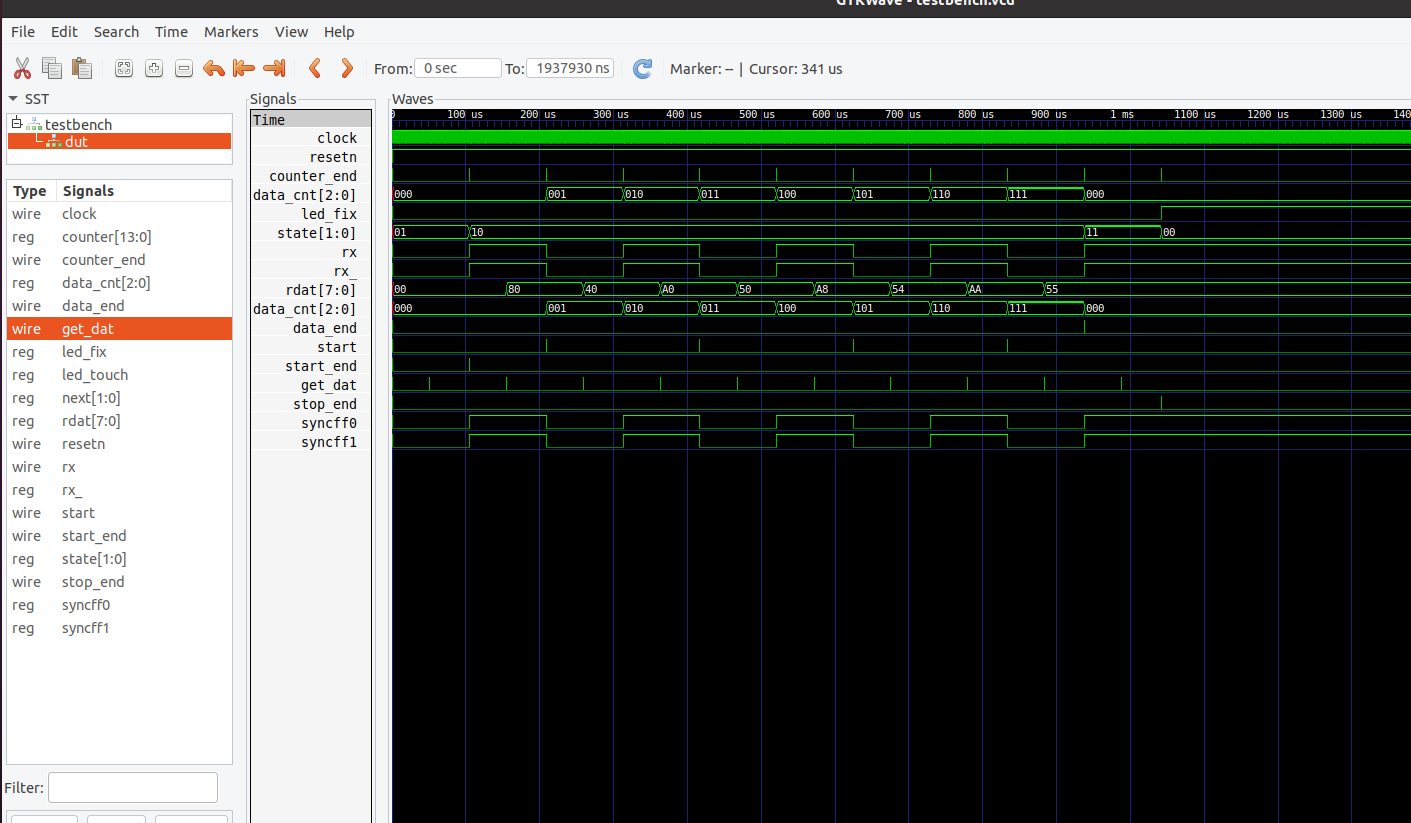 GTKWave - testbench.vcd
File Edit Search Time Markers View Help
From: 0 sec To: 1937930 ns Marker: -- | Cursor: 341 us
SST
testbench
dut
Type Signals
wire clock
reg counter[13:0]
wire counter_end
reg data_cnt[2:0]
wire data_end
wire get_dat
reg led_fix
reg led_touch
reg next[1:0]
reg rdat[7:0]
wire resetn
wire rx
reg rx_
wire start
wire start_end
reg state[1:0]
wire stop_end
reg syncff0
reg syncff1
Filter:
Signals
Time
clock
resetn
counter_end
data_cnt[2:0]
led_fix
state[1:0]
rx
rx_
rdat[7:0]
data_cnt[2:0]
data_end
start
start_end
get_dat
stop_end
syncff0
syncff1
Waves
0 100 us 200 us 300 us 400 us 500 us 600 us 700 us 800 us 900 us 1 ms 1100 us 1200 us 1300 us 140
000 001 010 011 100 101 110 111 000
01 10 11 00
00 80 40 A0 50 A8 54 AA 55
000 001 010 011 100 101 110 111 000